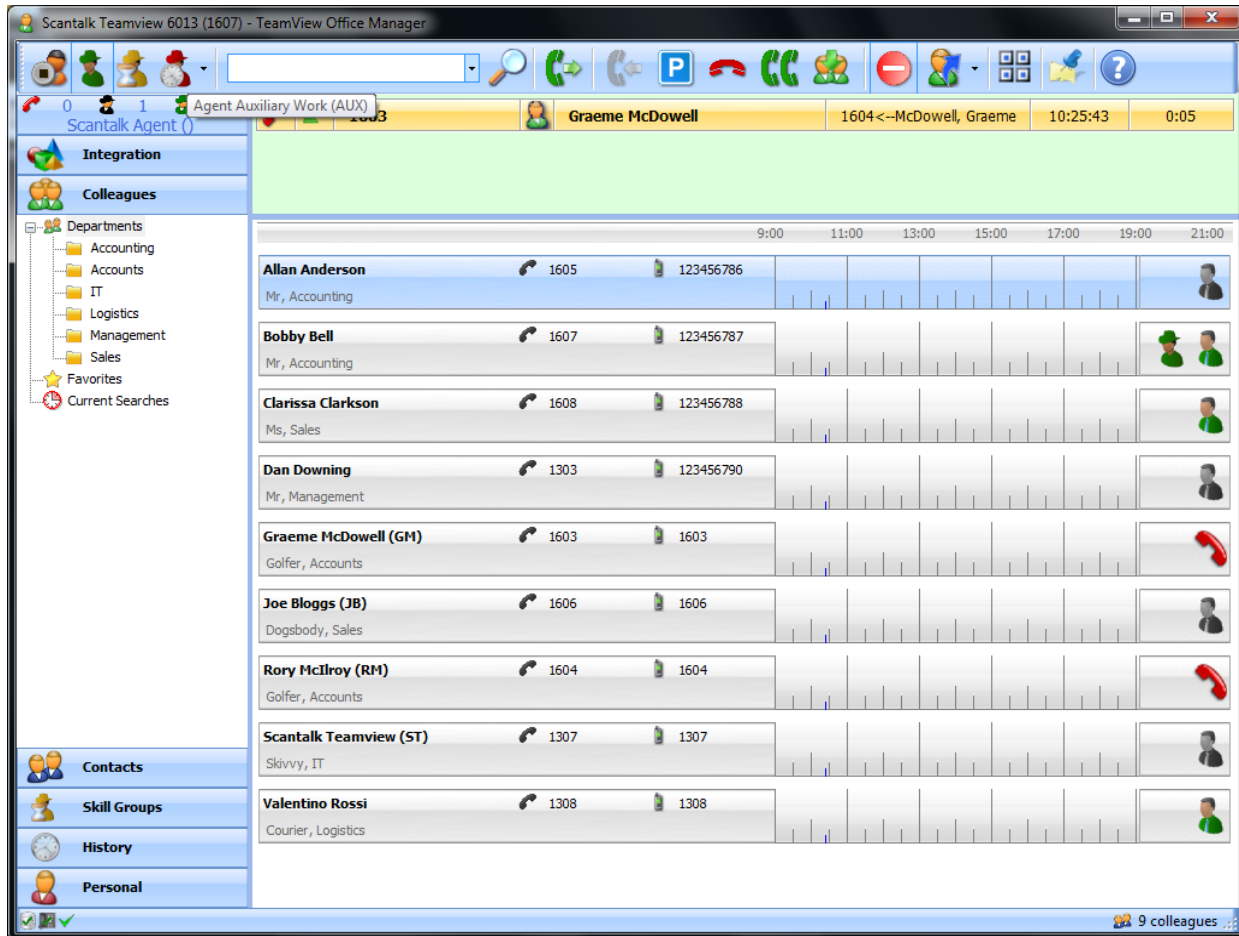 Scantalk Teamview 6013 (1607) - TeamView Office Manager
P
?
0 1
Scantalk Agent ()
Agent Auxiliary Work (AUX)
1603 Graeme McDowell 1604<--McDowell, Graeme 10:25:43 0:05
Integration
Colleagues
Departments
Accounting
Accounts
IT
Logistics
Management
Sales
Favorites
Current Searches
9:00 11:00 13:00 15:00 17:00 19:00 21:00
Allan Anderson 1605 123456786
Mr, Accounting
Bobby Bell 1607 123456787
Mr, Accounting
Clarissa Clarkson 1608 123456788
Ms, Sales
Dan Downing 1303 123456790
Mr, Management
Graeme McDowell (GM) 1603 1603
Golfer, Accounts
Joe Bloggs (JB) 1606 1606
Dogsbody, Sales
Rory McIlroy (RM) 1604 1604
Golfer, Accounts
Scantalk Teamview (ST) 1307 1307
Skivvy, IT
Valentino Rossi 1308 1308
Courier, Logistics
Contacts
Skill Groups
History
Personal
9 colleagues